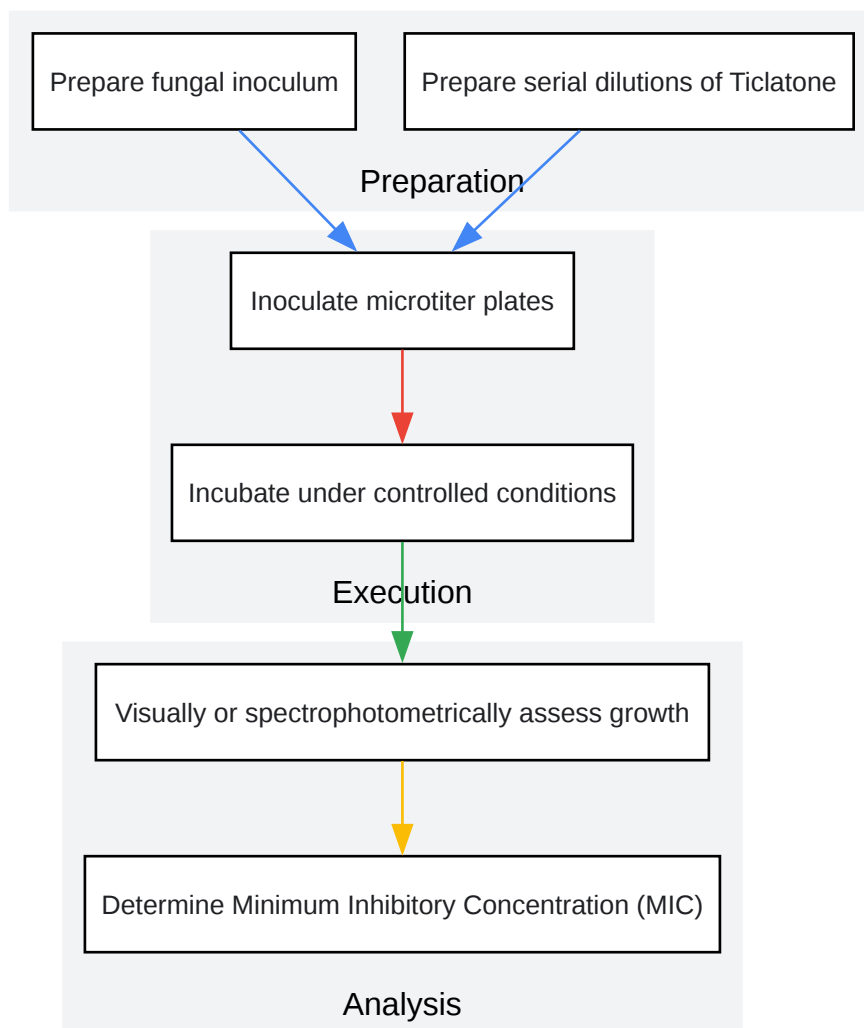 Prepare fungal inoculum
Prepare serial dilutions of Ticlatone
Preparation
Inoculate microtiter plates
Incubate under controlled conditions
Execution
Visually or spectrophotometrically assess growth
Determine Minimum Inhibitory Concentration (MIC)
Analysis